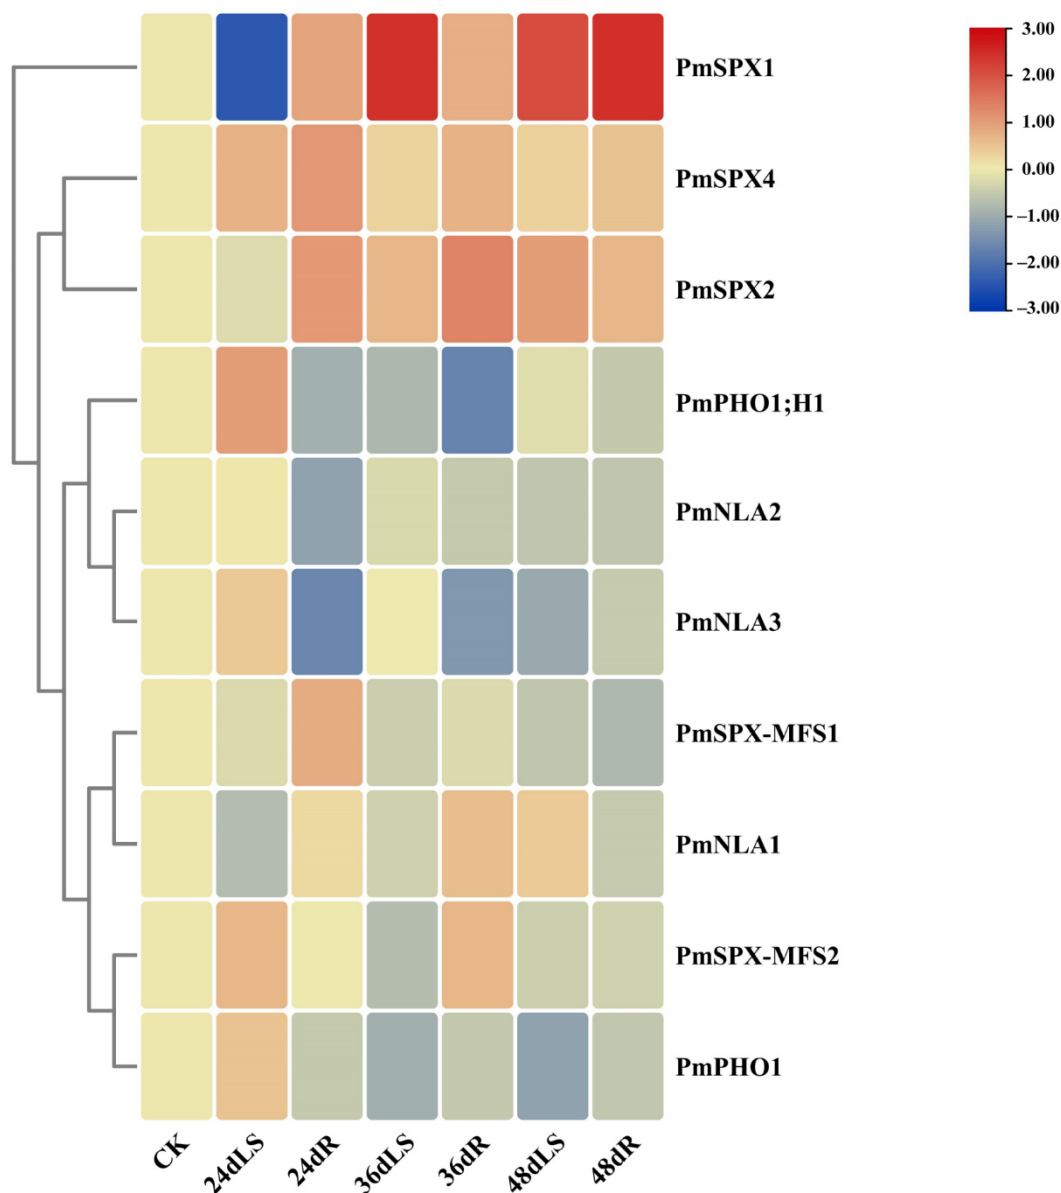 3.00
2.00
1.00
0.00
−1.00
−2.00
−3.00
PmSPX1
PmSPX4
PmSPX2
PmPHO1;H1
PmNLA2
PmNLA3
PmSPX-MFS1
PmNLA1
PmSPX-MFS2
PmPHO1
CK
24dLS
24dR
36dLS
36dR
48dLS
48dR